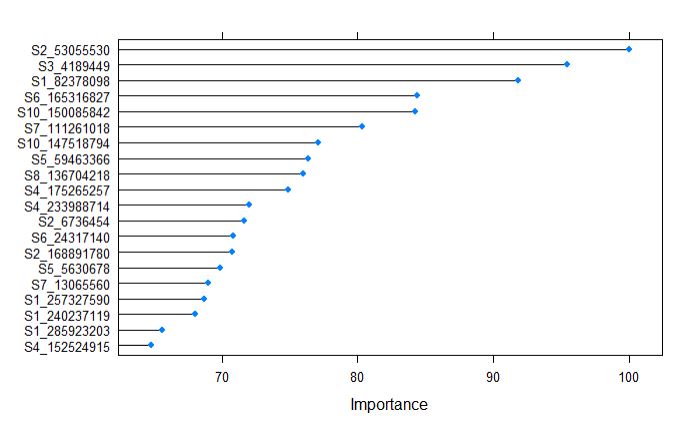 S2_53055530
S3_4189449
S1_82378098
S6_165316827
S10_150085842
S7_111261018
S10_147518794
S5_59463366
S8_136704218
S4_175265257
S4_233988714
S2_6736454
S6_24317140
S2_168891780
S5_5630678
S7_13065560
S1_257327590
S1_240237119
S1_285923203
S4_152524915
70 80 90 100
Importance